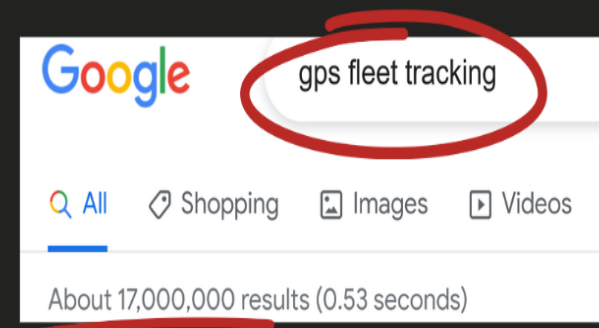 Google gps fleet tracking
All Shopping Images Videos
About 17,000,000 results (0.53 seconds)